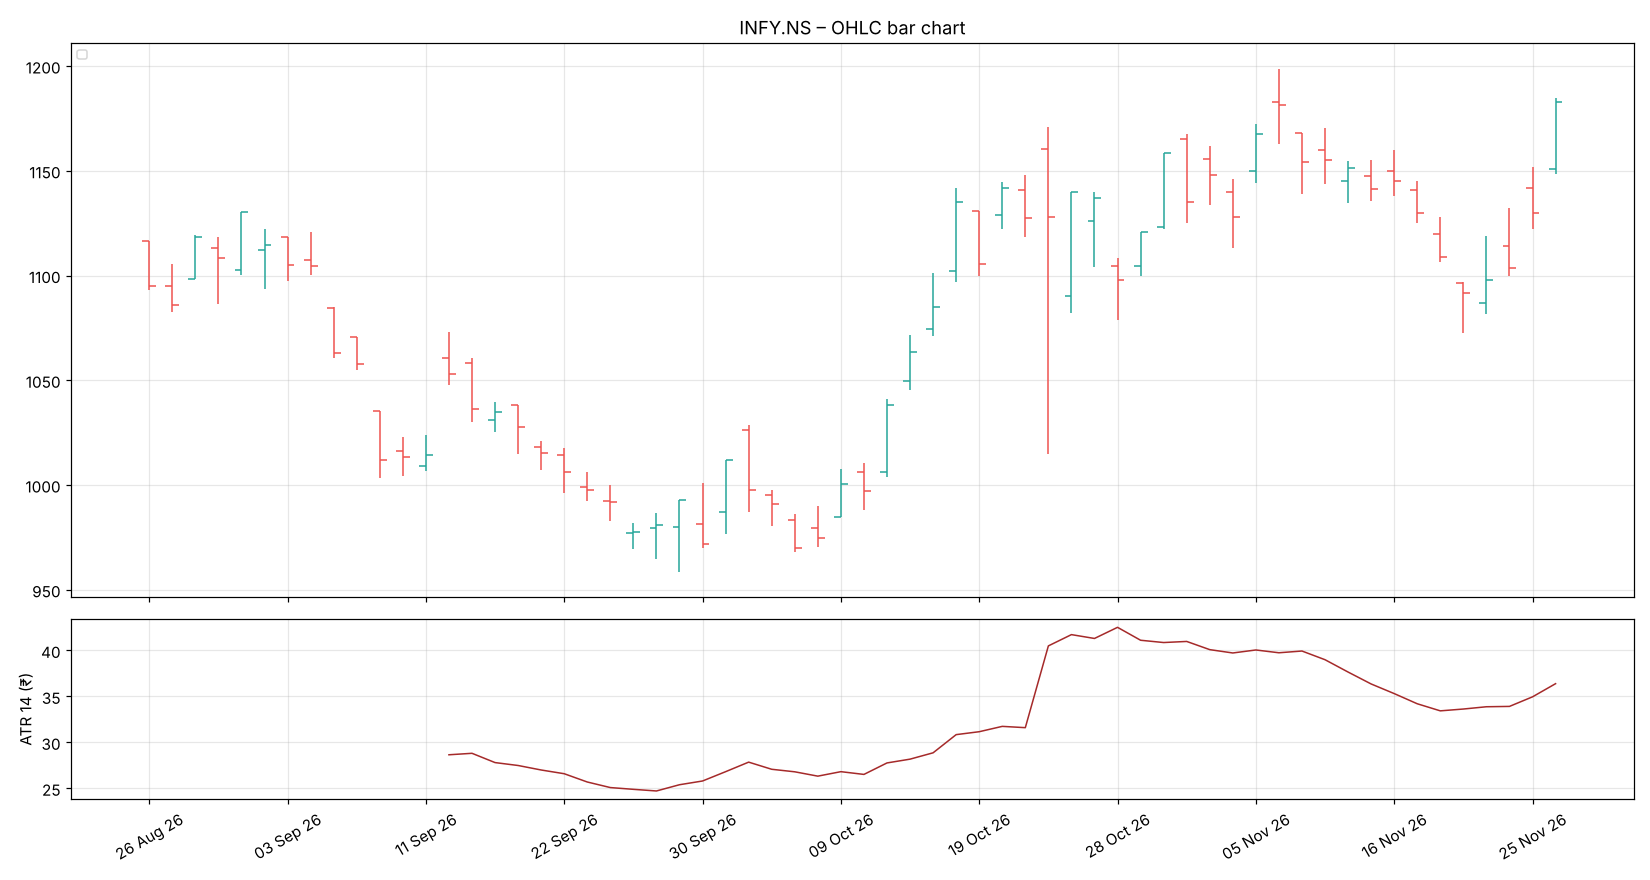 INFY.NS – OHLC bar chart
1200
1150
1100
1050
1000
950
ATR 14 (₹)
40
35
30
25
26 Aug 26
03 Sep 26
11 Sep 26
22 Sep 26
30 Sep 26
09 Oct 26
19 Oct 26
28 Oct 26
05 Nov 26
16 Nov 26
25 Nov 26